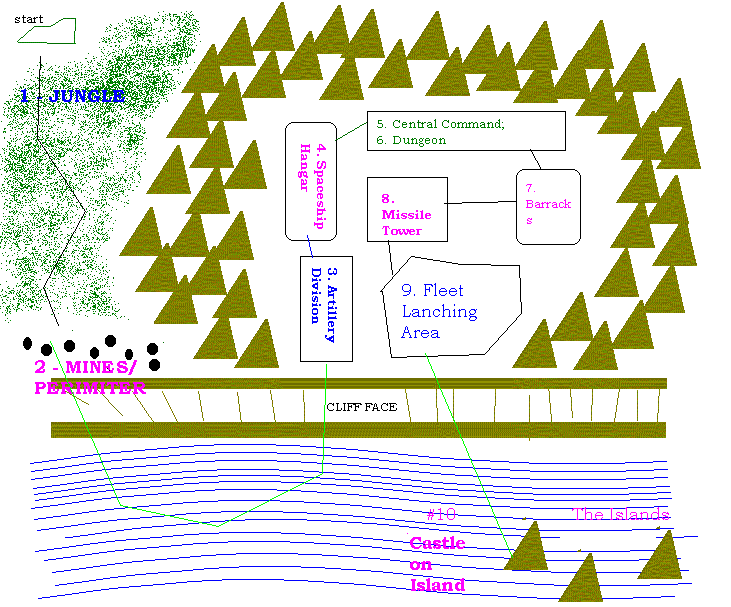 start
1 - JUNGLE
5. Central Command;
6. Dungeon
4. Spaceship
Hangar
7.
Barrack
s
8.
Missile
Tower
3. Artillery
Division
9. Fleet
Lanching
Area
2 - MINES/
PERIMITER
CLIFF FACE
#10
The Islands
Castle
on
Island